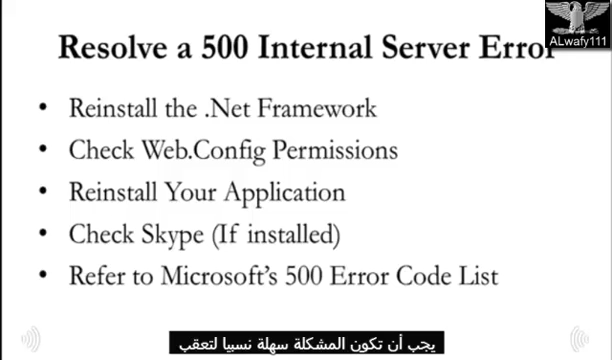 ALwafy111
Resolve a 500 Internal Server Error
• Reinstall the .Net Framework
• Check Web.Config Permissions
• Reinstall Your Application
• Check Skype (If installed)
• Refer to Microsoft's 500 Error Code List
يجب أن تكون المشكلة سهلة نسبيا لتعقب